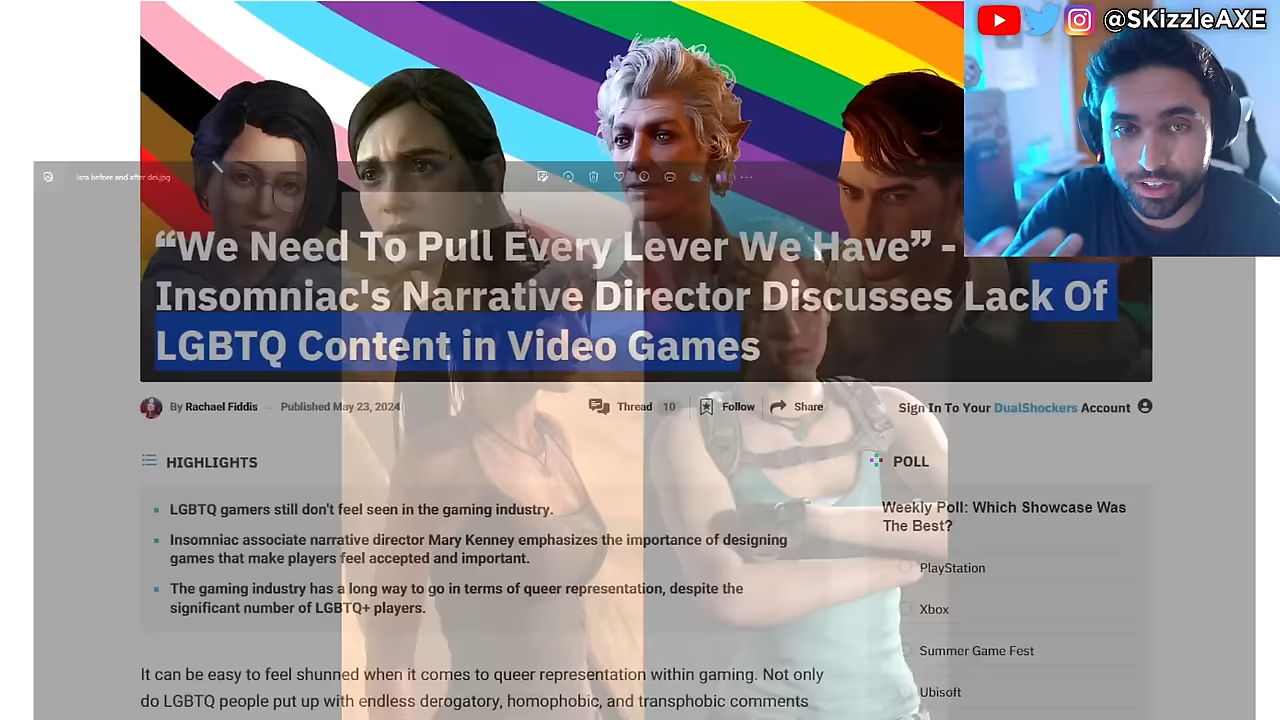 @SKizzleAXE
lara before and after dei.jpg
“We Need To Pull Every Lever We Have” -
Insomniac's Narrative Director Discusses Lack Of
LGBTQ Content in Video Games
By Rachael Fiddis – Published May 23, 2024
Thread 10 Follow Share
Sign In To Your DualShockers Account
HIGHLIGHTS
LGBTQ gamers still don't feel seen in the gaming industry.
Insomniac associate narrative director Mary Kenney emphasizes the importance of designing
games that make players feel accepted and important.
The gaming industry has a long way to go in terms of queer representation, despite the
significant number of LGBTQ+ players.
It can be easy to feel shunned when it comes to queer representation within gaming. Not only
do LGBTQ people put up with endless derogatory, homophobic, and transphobic comments
POLL
Weekly Poll: Which Showcase Was
The Best?
PlayStation
Xbox
Summer Game Fest
Ubisoft